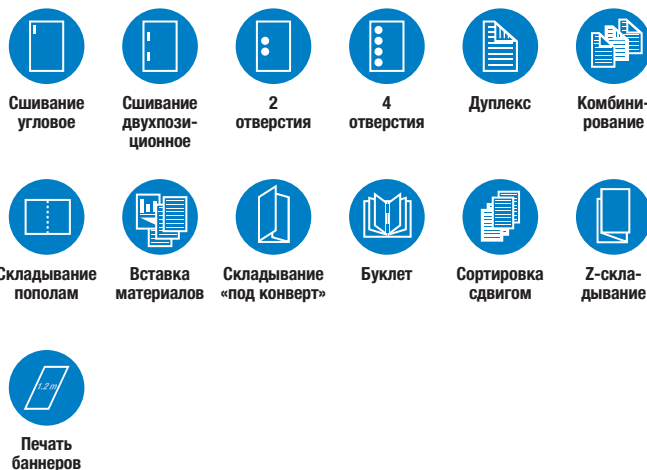 Сшивание
угловое
Сшивание
двухпози-
ционное
2
отверстия
4
отверстия
Дуплекс
Комбини-
рование
Складывание
пополам
Вставка
материалов
Складывание
«под конверт»
Буклет
Сортировка
сдвигом
Z-скла-
дывание
1.2 m
Печать
баннеров